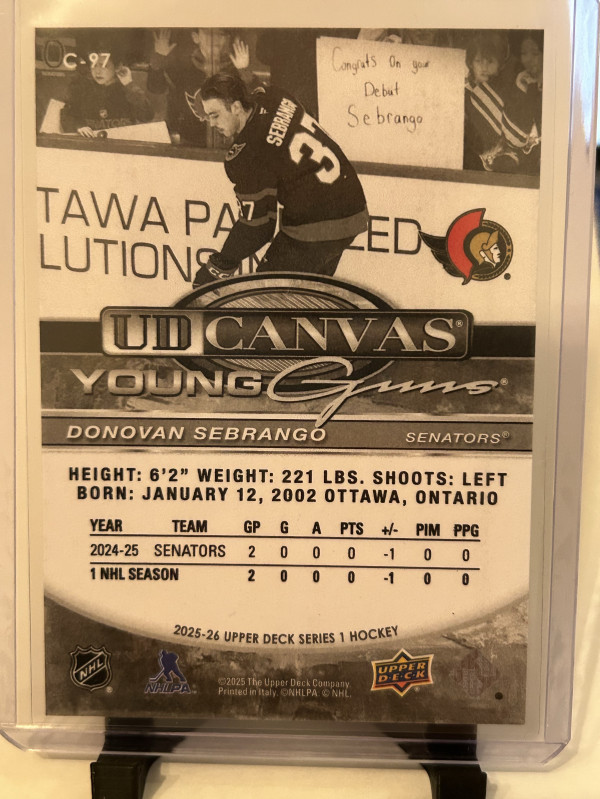 C-97
Congrats On your
Debut
Sebrango
SEBRANGO
37
7
TAWA PA ZED
LUTIONS IN
UD CANVAS®
YOUNG Guns®
DONOVAN SEBRANGO SENATORS®
HEIGHT: 6'2" WEIGHT: 221 LBS. SHOOTS: LEFT
BORN: JANUARY 12, 2002 OTTAWA, ONTARIO
YEAR TEAM GP G A PTS +/- PIM PPG
2024-25 SENATORS 2 0 0 0 -1 0 0
1 NHL SEASON 2 0 0 0 -1 0 0
2025-26 UPPER DECK SERIES 1 HOCKEY
NHL
NHLPA
©2025 The Upper Deck Company.
Printed in Italy. ©NHLPA. © NHL.
UPPER DECK